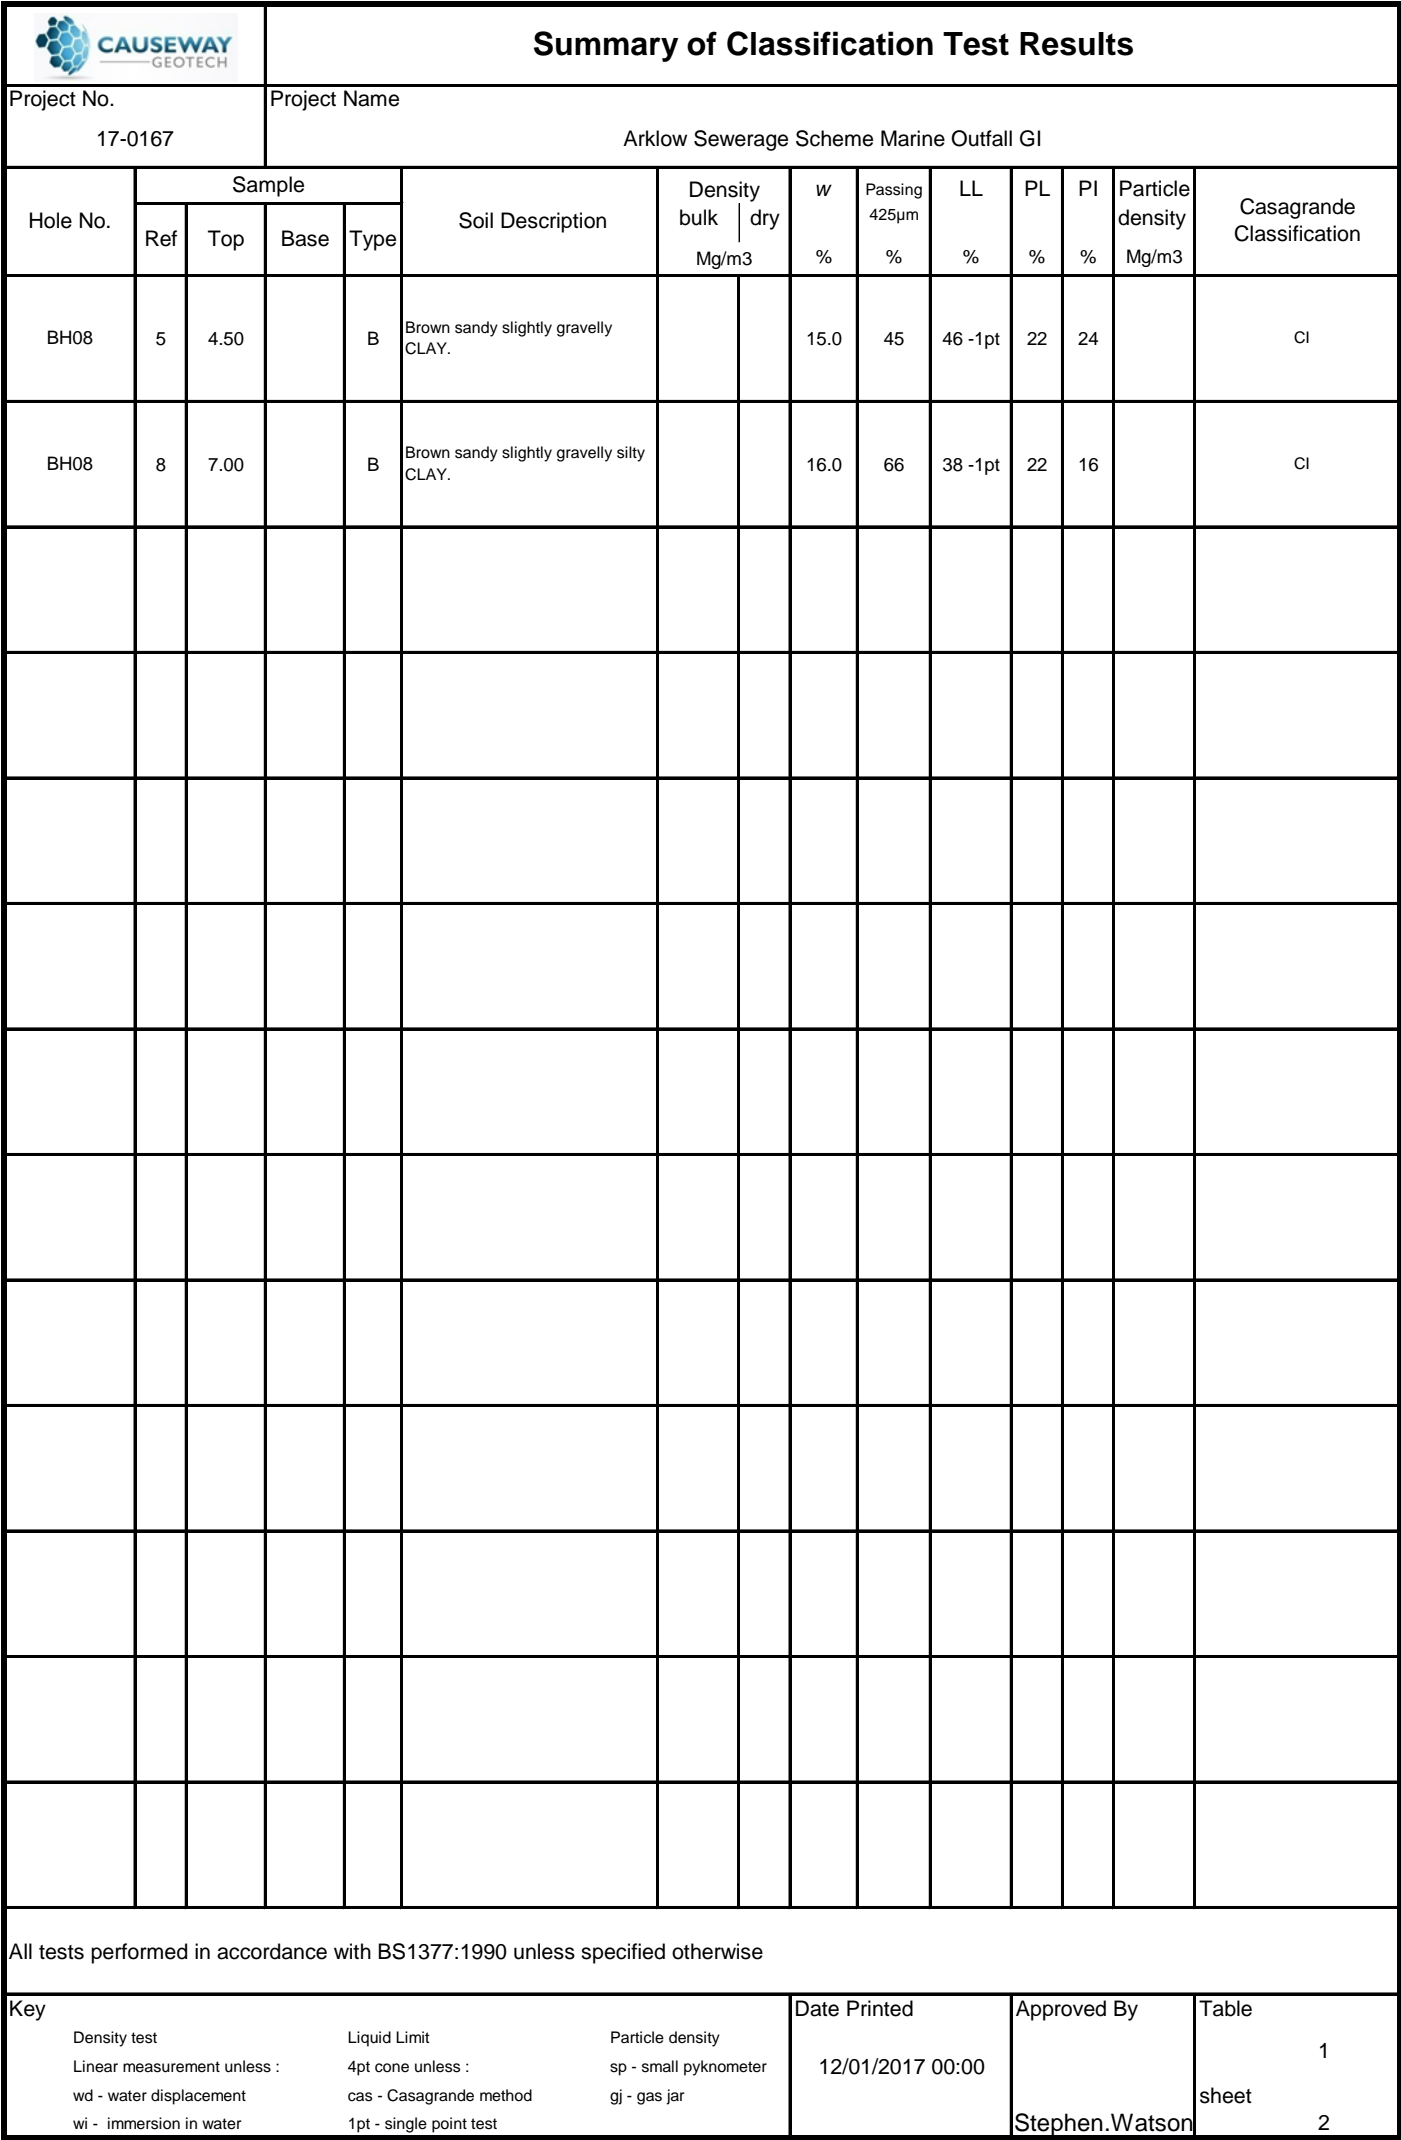 CAUSEWAY
GEOTECH
Summary of Classification Test Results
Project No.
17-0167
Project Name
Arklow Sewerage Scheme Marine Outfall GI
Hole No.
Sample
Ref Top Base Type
Soil Description
Density
bulk dry
Mg/m3
w
%
Passing
425µm
%
LL
%
PL
%
PI
%
Particle
density
Mg/m3
Casagrande
Classification
BH08 5 4.50 B Brown sandy slightly gravelly
CLAY. 15.0 45 46 -1pt 22 24 CI
BH08 8 7.00 B Brown sandy slightly gravelly silty
CLAY. 16.0 66 38 -1pt 22 16 CI
All tests performed in accordance with BS1377:1990 unless specified otherwise
Key
Density test
Linear measurement unless :
wd - water displacement
wi - immersion in water
Liquid Limit
4pt cone unless :
cas - Casagrande method
1pt - single point test
Particle density
sp - small pyknometer
gj - gas jar
Date Printed
12/01/2017 00:00
Approved By
Stephen.Watson
Table
1
sheet
2